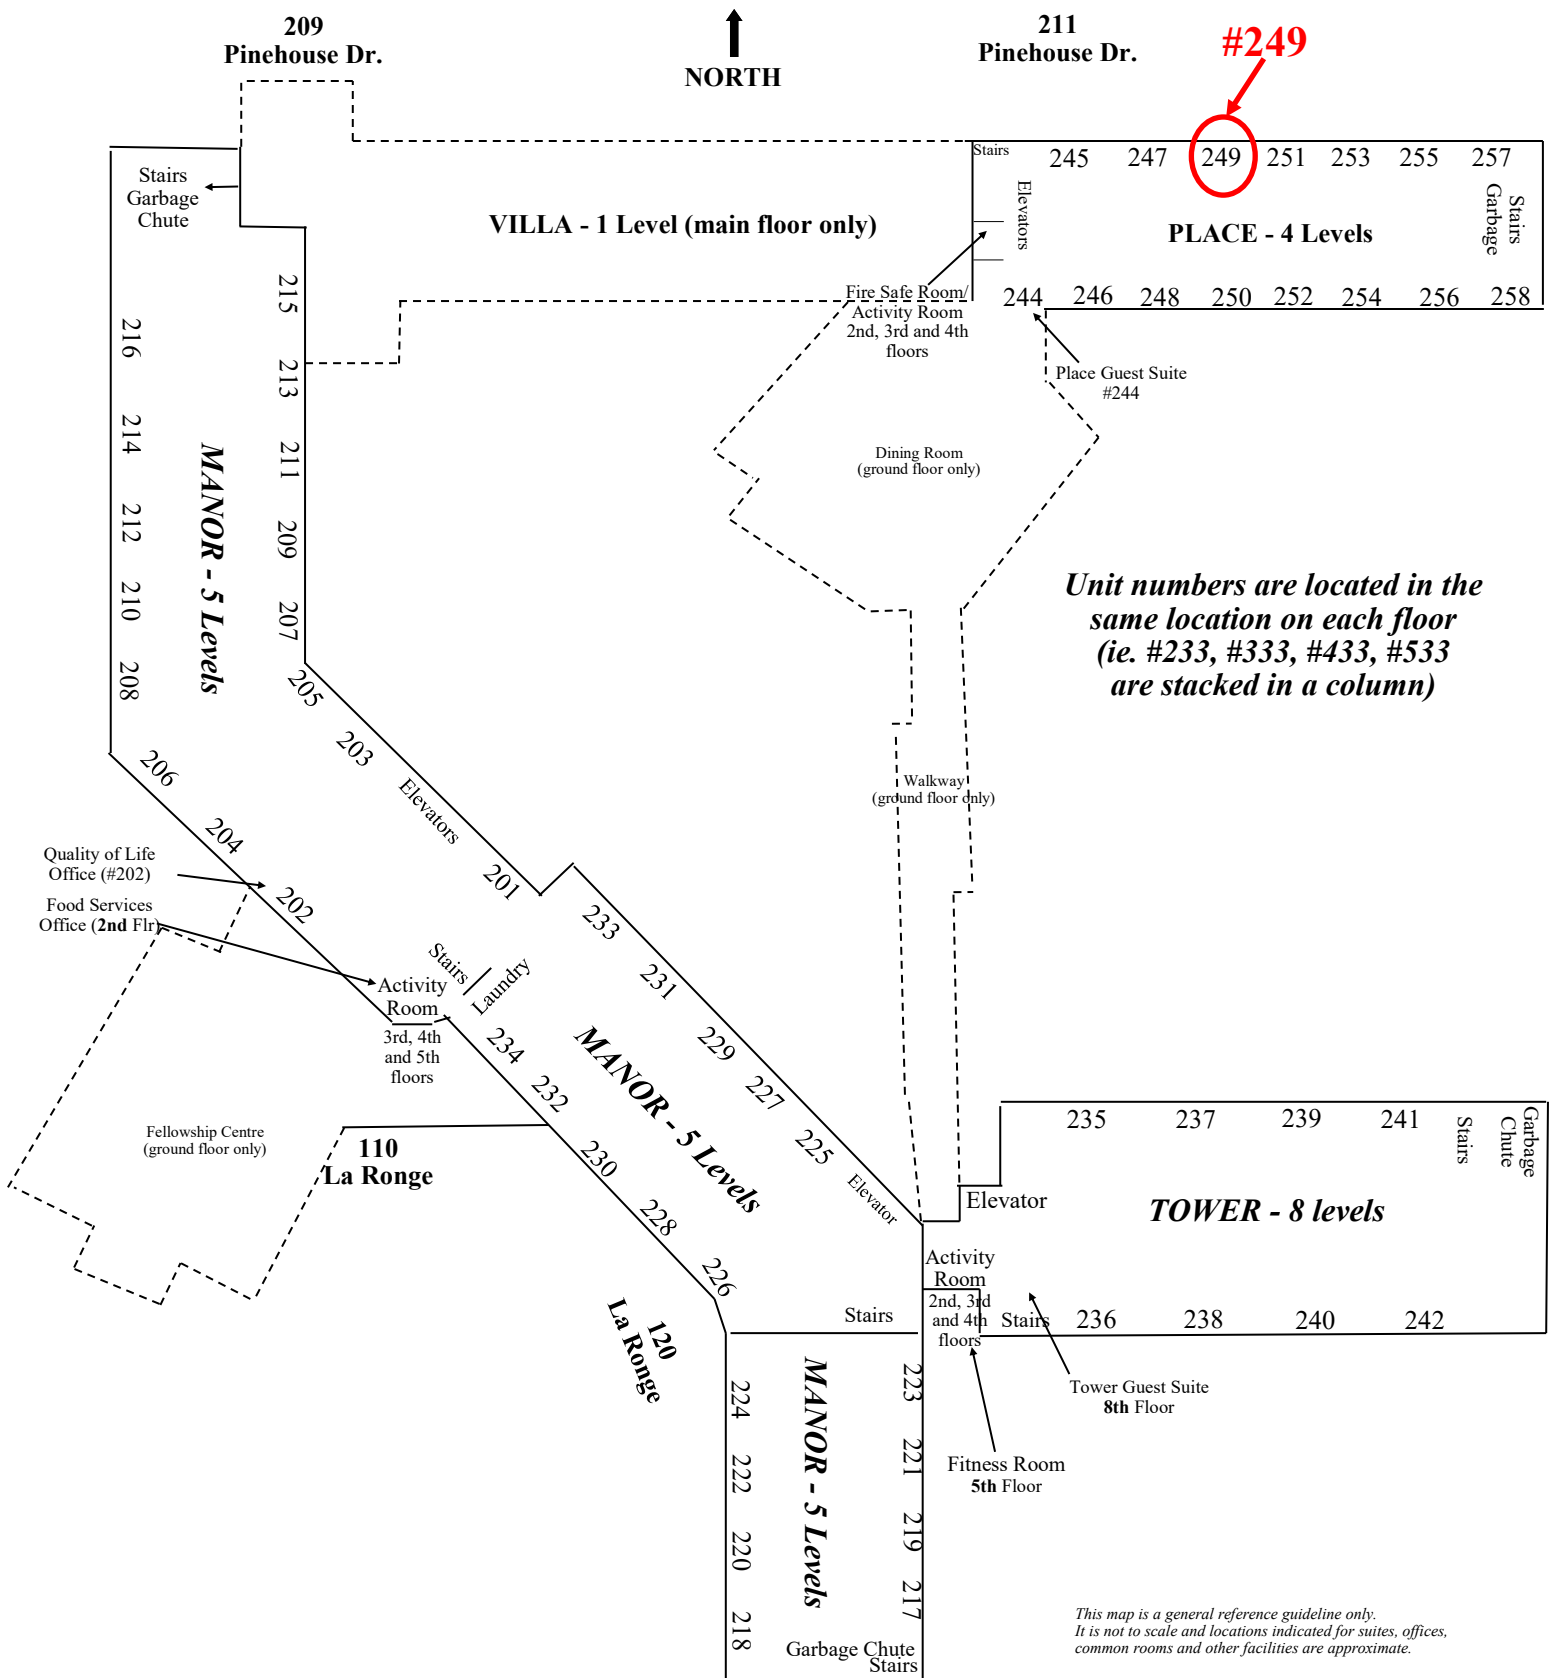 209
Pinehouse Dr.
NORTH
211
Pinehouse Dr.
#249
Stairs
Garbage
Chute
VILLA - 1 Level (main floor only)
Stairs
Elevators
245 247 249 251 253 255 257
PLACE - 4 Levels
Stairs
Garbage
244 246 248 250 252 254 256 258
Fire Safe Room/
Activity Room
2nd, 3rd and 4th
floors
Place Guest Suite
#244
215
213
211
209
207
216
214
212
210
208
MANOR - 5 Levels
Dining Room
(ground floor only)
Unit numbers are located in the
same location on each floor
(ie. #233, #333, #433, #533
are stacked in a column)
205
203
Elevators
201
206
204
202
Quality of Life
Office (#202)
Food Services
Office (2nd Flr)
Walkway
(ground floor only)
Stairs
Laundry
Activity
Room
3rd, 4th
and 5th
floors
233
231
229
227
225
Elevator
234
232
230
228
226
MANOR - 5 Levels
Fellowship Centre
(ground floor only)
110
La Ronge
120
La Ronge
235 237 239 241
Stairs
Garbage
Chute
Elevator
TOWER - 8 levels
Activity
Room
2nd, 3rd
and 4th
floors
Stairs
Stairs
236 238 240 242
Tower Guest Suite
8th Floor
Fitness Room
5th Floor
224
222
220
218
MANOR - 5 Levels
223
221
219
217
Garbage Chute
Stairs
This map is a general reference guideline only.
It is not to scale and locations indicated for suites, offices,
common rooms and other facilities are approximate.